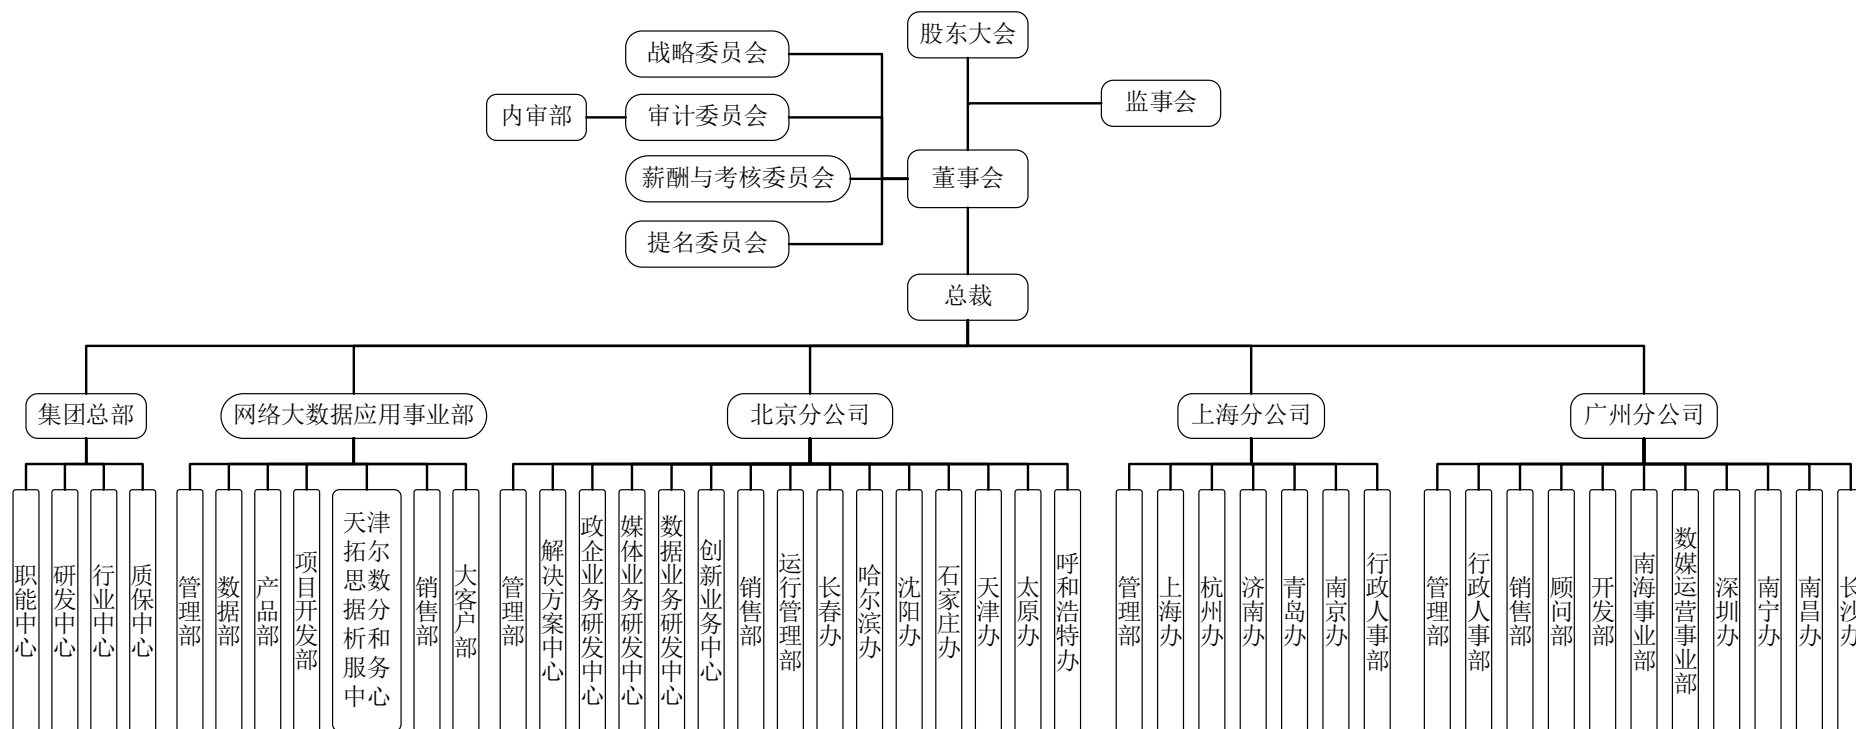 股东大会
战略委员会
监事会
内审部
审计委员会
薪酬与考核委员会
董事会
提名委员会
总裁
集团总部
网络大数据应用事业部
北京分公司
上海分公司
广州分公司
职能中心
研发中心
行业中心
质保中心
管理部
数据部
产品部
项目开发部
天津
拓尔
思数
据分
析和
服务
中心
销售部
大客户部
管理部
解决方案中心
政企业务研发中心
媒体业务研发中心
数据业务研发中心
创新业务中心
销售部
运行管理部
长春办
哈尔滨办
沈阳办
石家庄办
天津办
太原办
呼和浩特办
管理部
上海办
杭州办
济南办
青岛办
南京办
行政人事部
管理部
行政人事部
销售部
顾问部
开发部
南海事业部
数媒运营事业部
深圳办
南宁办
南昌办
长沙办